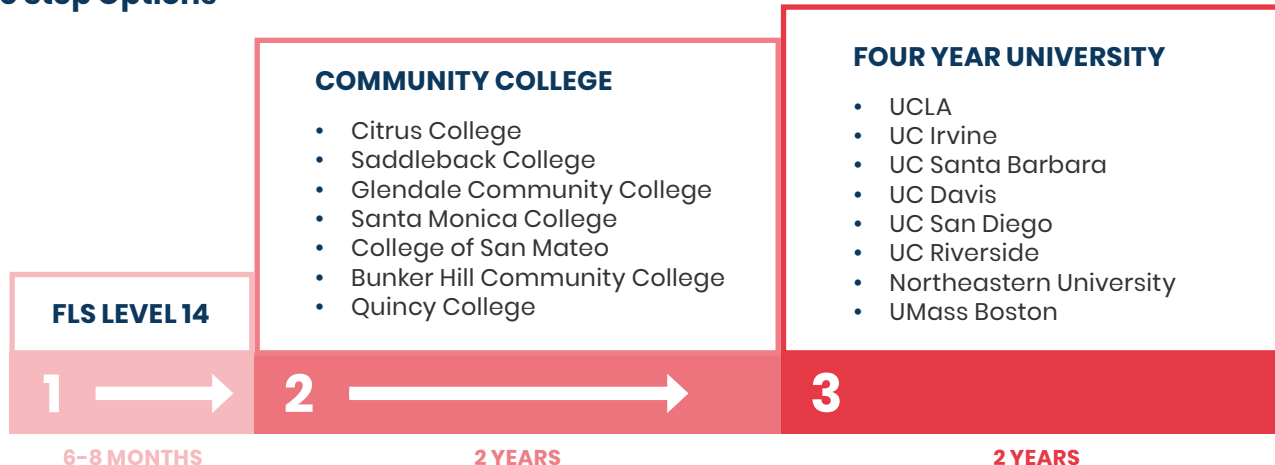 Step Options
FLS LEVEL 14
1
6-8 MONTHS
COMMUNITY COLLEGE
• Citrus College
• Saddleback College
• Glendale Community College
• Santa Monica College
• College of San Mateo
• Bunker Hill Community College
• Quincy College
2
2 YEARS
FOUR YEAR UNIVERSITY
• UCLA
• UC Irvine
• UC Santa Barbara
• UC Davis
• UC San Diego
• UC Riverside
• Northeastern University
• UMass Boston
3
2 YEARS